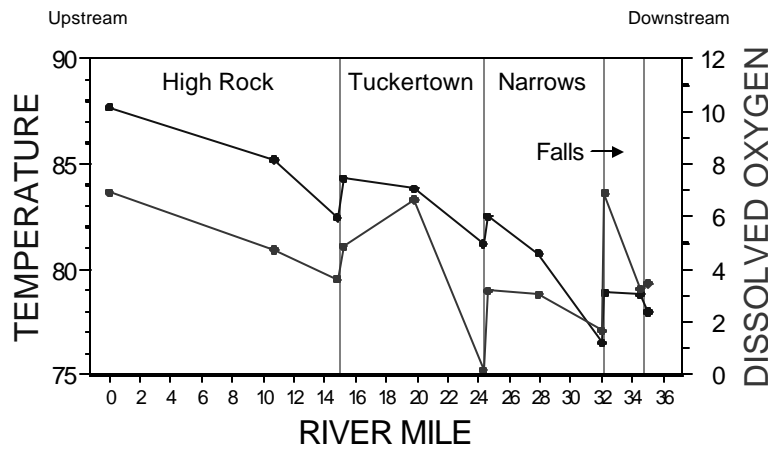 Upstream Downstream
90 12
High Rock Tuckertown Narrows
10
Falls
85 8
6
80 4
2
75 0
TEMPERATURE
DISSOLVED OXYGEN
0 2 4 6 8 10 12 14 16 18 20 22 24 26 28 30 32 34 36
RIVER MILE